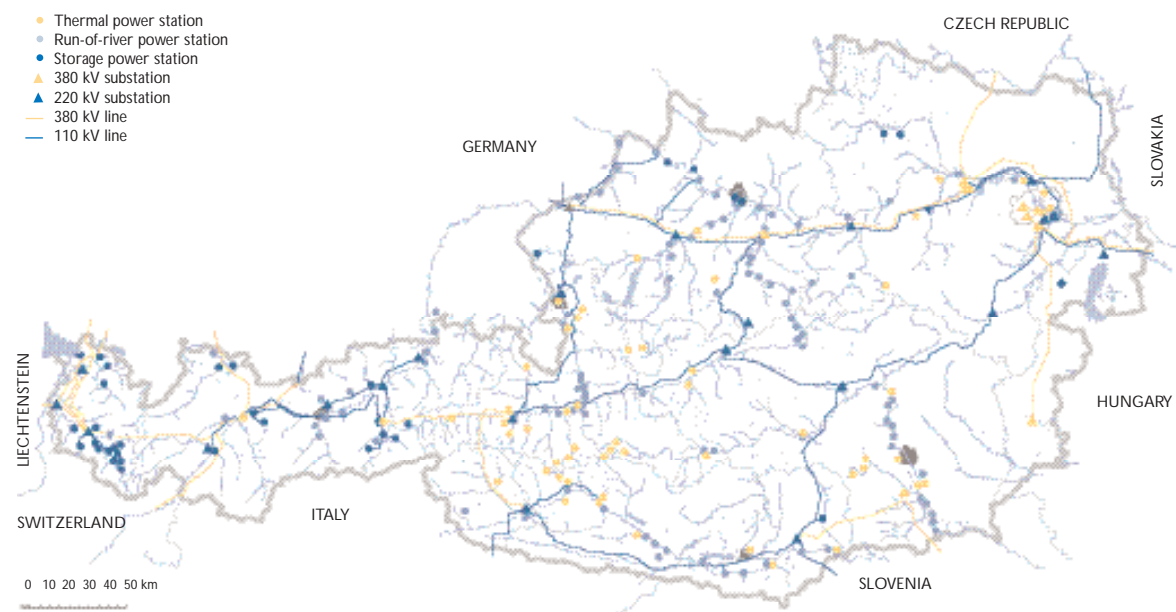 Thermal power station
Run-of-river power station
Storage power station
380 kV substation
220 kV substation
380 kV line
110 kV line
CZECH REPUBLIC
GERMANY
SLOVAKIA
LIECHTENSTEIN
HUNGARY
SWITZERLAND
ITALY
SLOVENIA
0 10 20 30 40 50 km